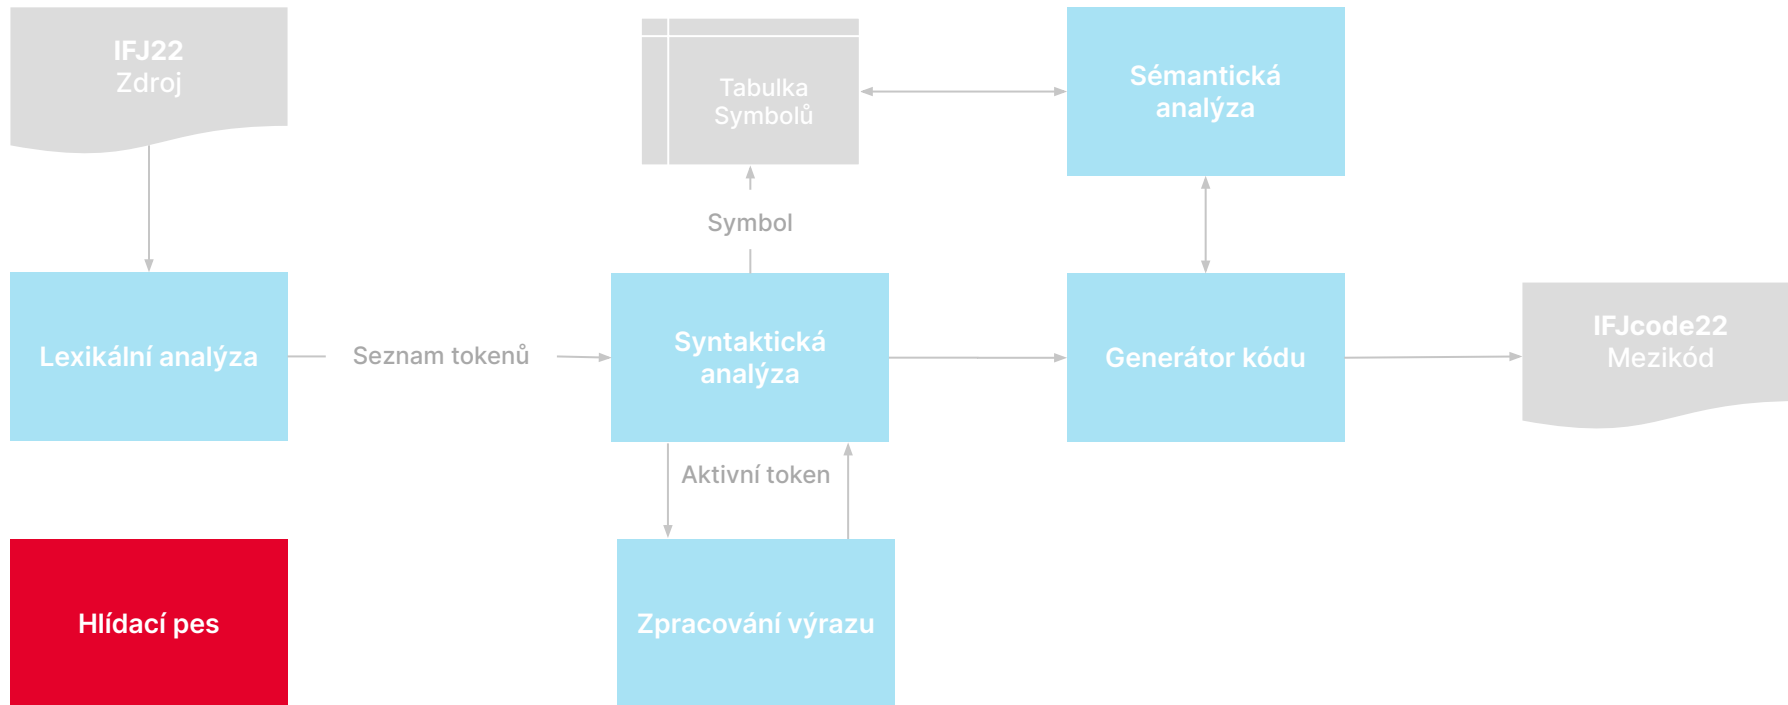 IFJ22
Zdroj
Tabulka
Symbolů
Sémantická
analýza
Symbol
Lexikální analýza
Seznam tokenů
Syntaktická
analýza
Generátor kódu
IFJcode22
Mezikód
Aktivní token
Hlídací pes
Zpracování výrazu